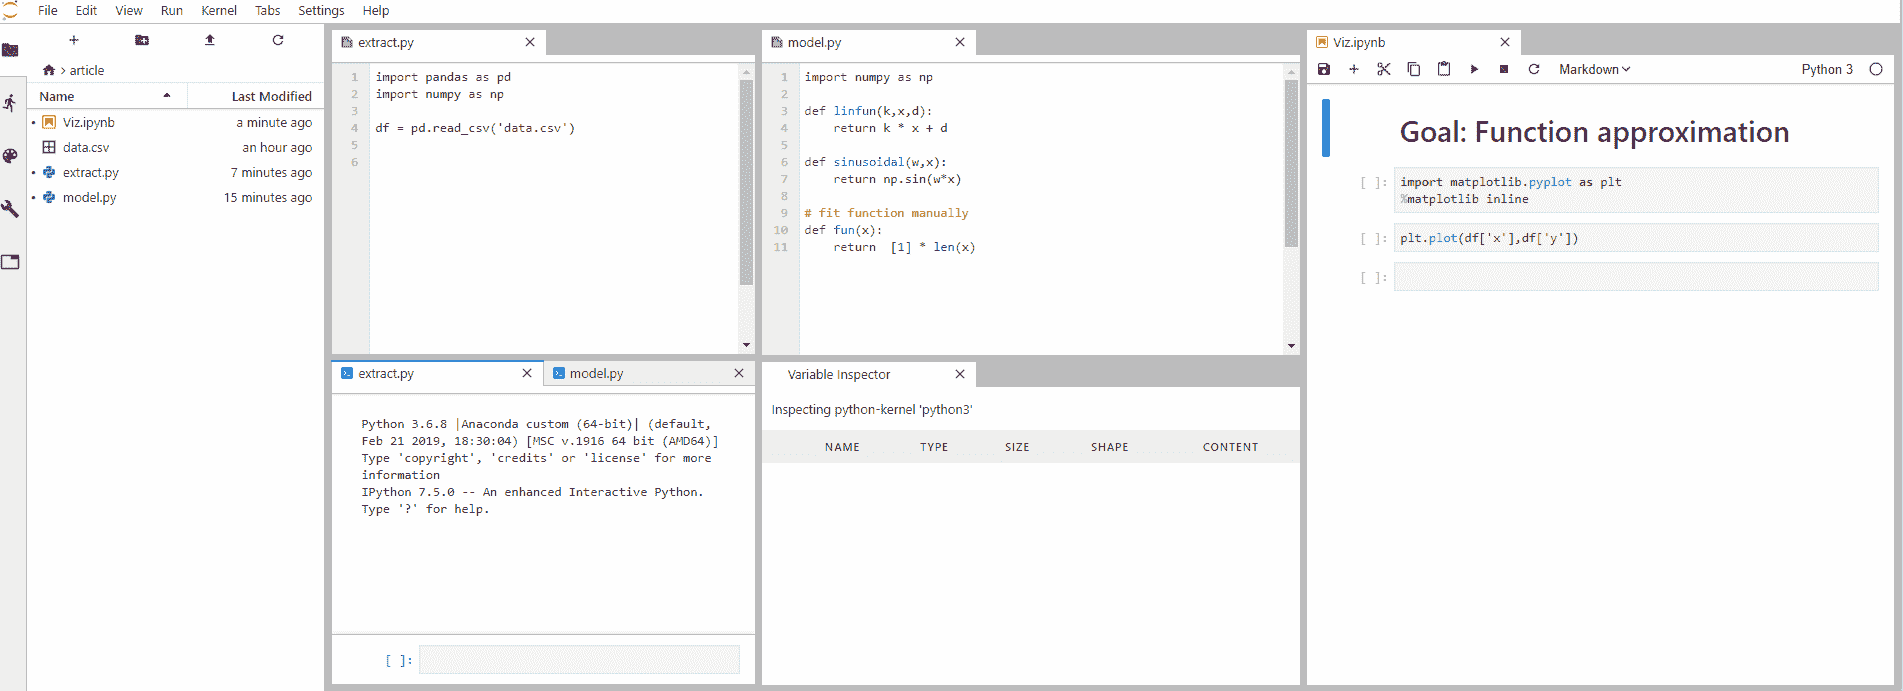 File Edit View Run Kernel Tabs Settings Help
> article
Name Last Modified
Viz.ipynb a minute ago
data.csv an hour ago
extract.py 7 minutes ago
model.py 15 minutes ago
extract.py
1 import pandas as pd
2 import numpy as np
3
4 df = pd.read_csv('data.csv')
5
6
model.py
1 import numpy as np
2
3 def linfun(k,x,d):
4     return k * x + d
5
6 def sinusoidal(w,x):
7     return np.sin(w*x)
8
9 # fit function manually
10 def fun(x):
11     return  [1] * len(x)
extract.py model.py
Python 3.6.8 |Anaconda custom (64-bit)| (default,
Feb 21 2019, 18:30:04) [MSC v.1916 64 bit (AMD64)]
Type 'copyright', 'credits' or 'license' for more
information
IPython 7.5.0 -- An enhanced Interactive Python.
Type '?' for help.
[ ]:
Variable Inspector
Inspecting python-kernel 'python3'
NAME TYPE SIZE SHAPE CONTENT
Viz.ipynb
Markdown Python 3
Goal: Function approximation
[ ]: import matplotlib.pyplot as plt
%matplotlib inline
[ ]: plt.plot(df['x'],df['y'])
[ ]: